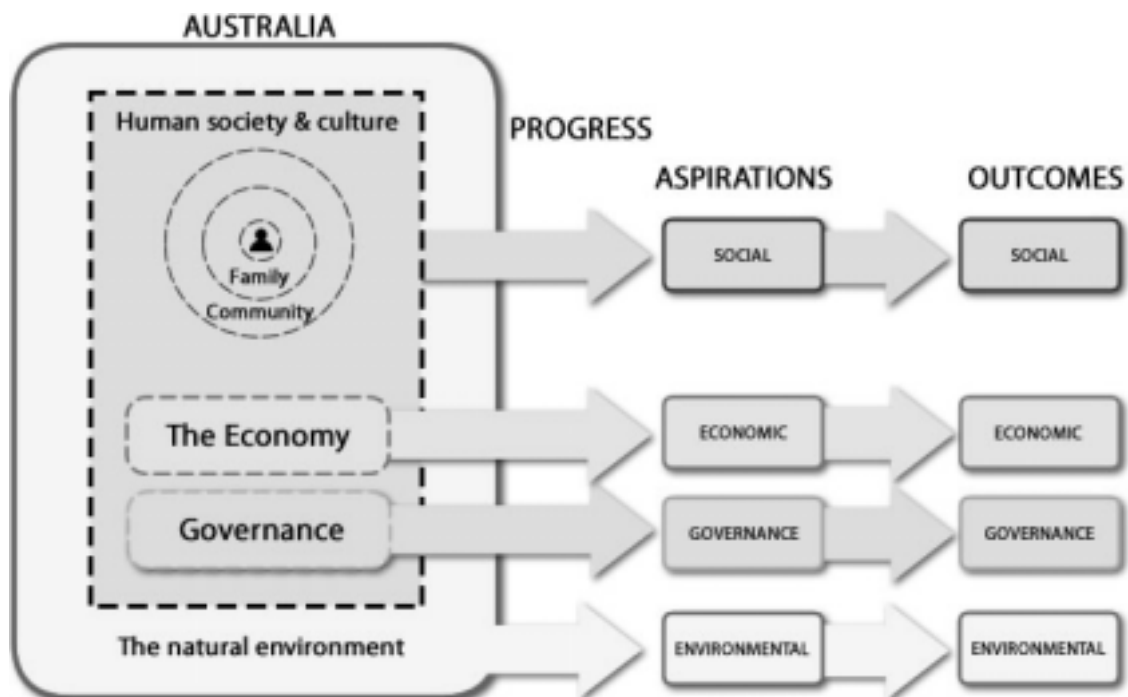 AUSTRALIA
Human society & culture
Family
Community
The Economy
Governance
The natural environment
PROGRESS
ASPIRATIONS
OUTCOMES
SOCIAL
SOCIAL
ECONOMIC
ECONOMIC
GOVERNANCE
GOVERNANCE
ENVIRONMENTAL
ENVIRONMENTAL